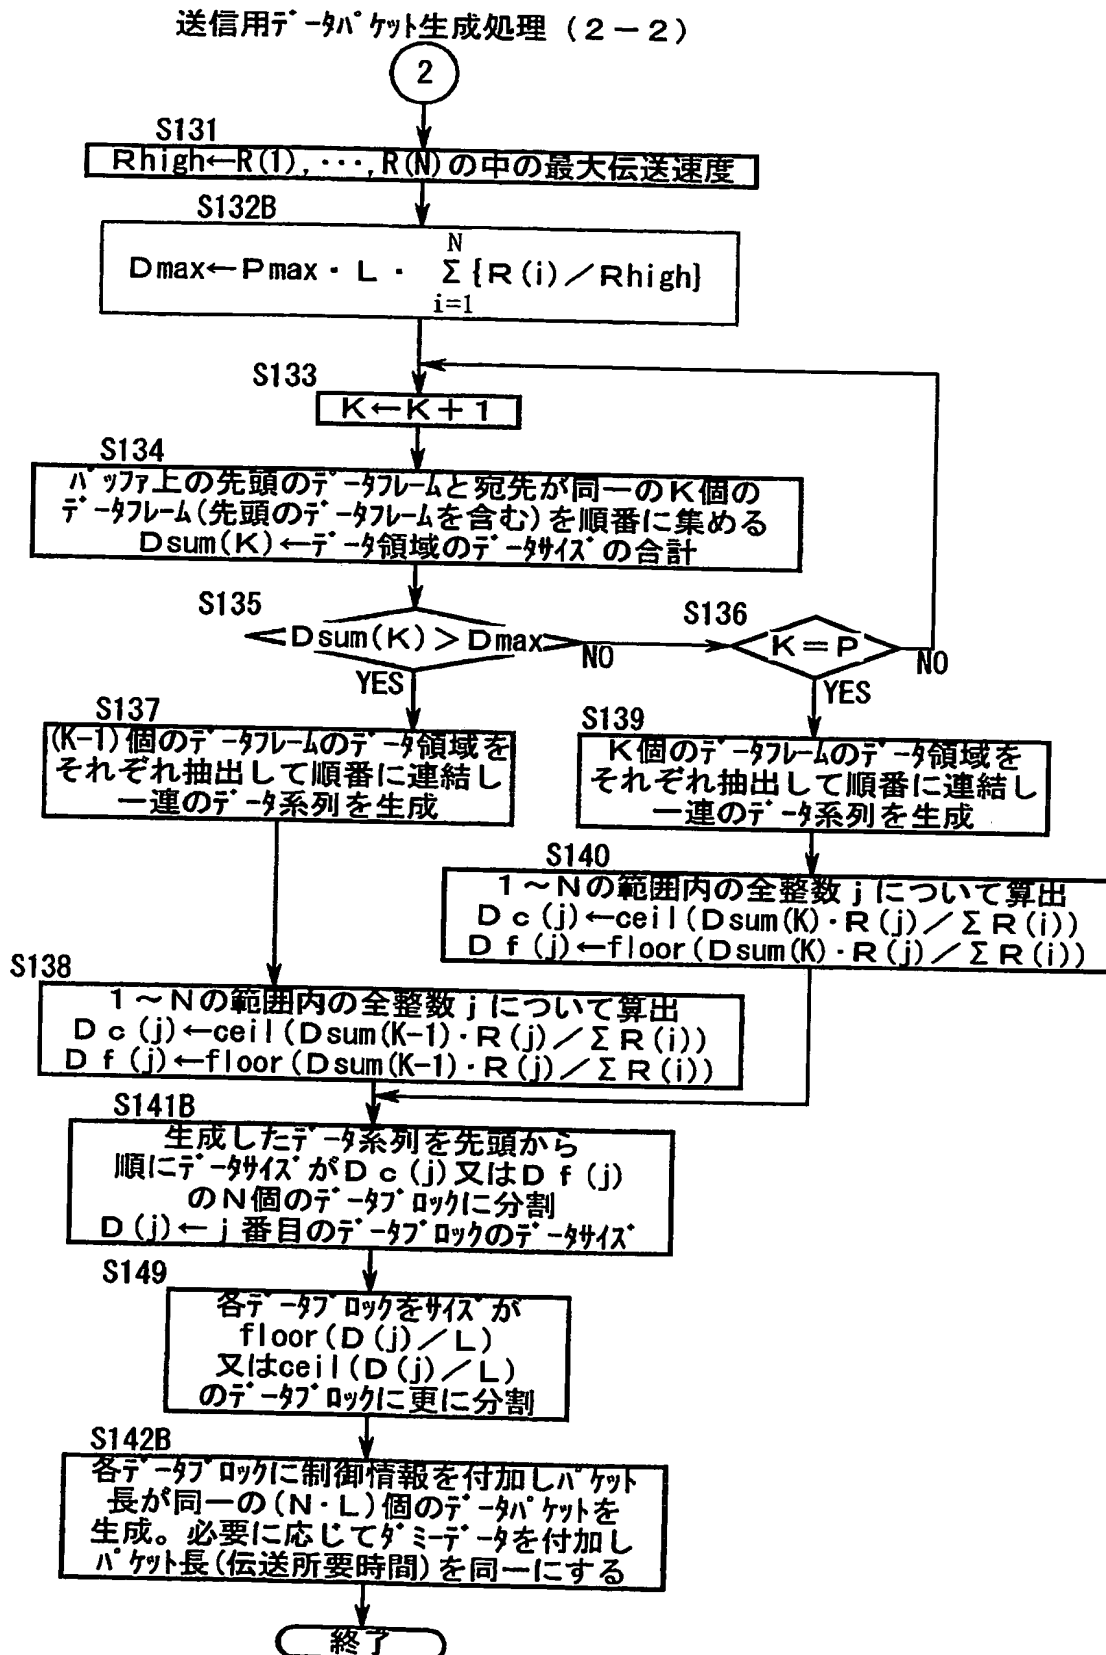 送信用データパケット生成処理（２－２）
2
S131
Rhigh←R(1),･･･,R(N)の中の最大伝送速度
S132B
N
Dmax←Pmax・L・Σ{R(i)／Rhigh}
i=1
S133
K←K＋1
S134
バッファ上の先頭のデータフレームと宛先が同一のK個の
データフレーム(先頭のデータフレームを含む)を順番に集める
Dsum(K)←データ領域のデータサイズの合計
S135
Dsum(K)＞Dmax
NO
YES
S136
K＝P
NO
YES
S137
(K-1)個のデータフレームのデータ領域を
それぞれ抽出して順番に連結し
一連のデータ系列を生成
S139
K個のデータフレームのデータ領域を
それぞれ抽出して順番に連結し
一連のデータ系列を生成
S140
1～Nの範囲内の全整数jについて算出
Dc(j)←ceil(Dsum(K)・R(j)／ΣR(i))
Df(j)←floor(Dsum(K)・R(j)／ΣR(i))
S138
1～Nの範囲内の全整数jについて算出
Dc(j)←ceil(Dsum(K-1)・R(j)／ΣR(i))
Df(j)←floor(Dsum(K-1)・R(j)／ΣR(i))
S141B
生成したデータ系列を先頭から
順にデータサイズがDc(j)又はDf(j)
のN個のデータブロックに分割
D(j)←j番目のデータブロックのデータサイズ
S149
各データブロックをサイズが
floor(D(j)／L)
又はceil(D(j)／L)
のデータブロックに更に分割
S142B
各データブロックに制御情報を付加しパケット
長が同一の(N・L)個のデータパケットを
生成。必要に応じてダミーデータを付加し
パケット長(伝送所要時間)を同一にする
終了